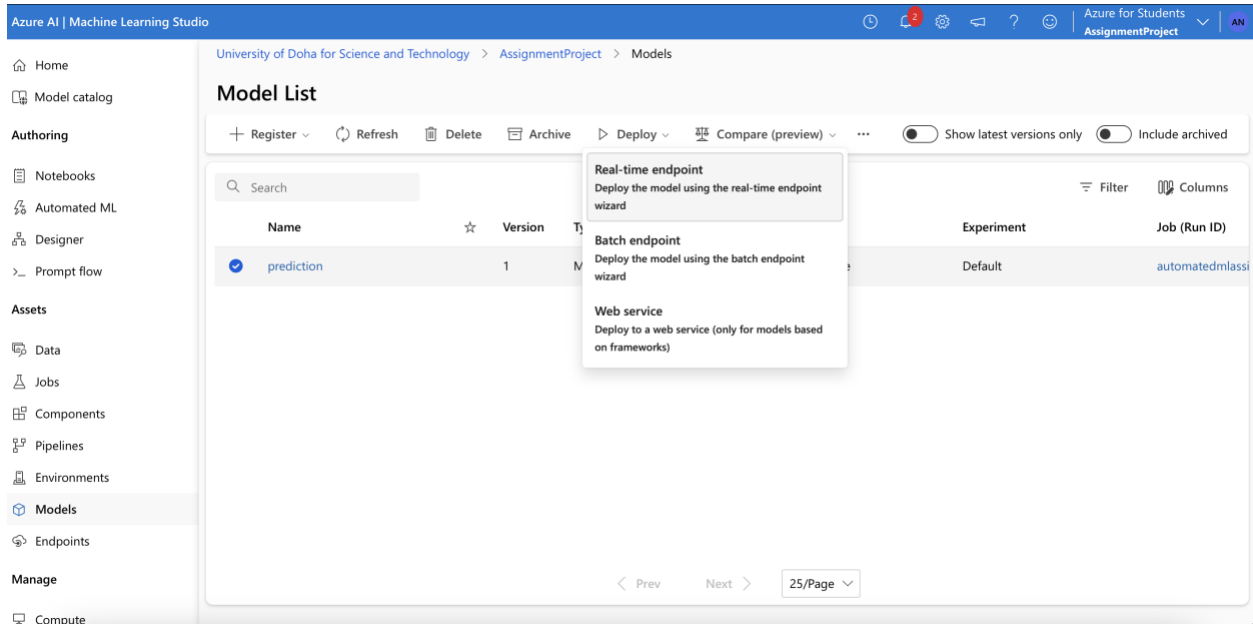 Azure AI | Machine Learning Studio
2
Azure for Students
AssignmentProject
AN
University of Doha for Science and Technology > AssignmentProject > Models
Home
Model catalog
Authoring
Notebooks
Automated ML
Designer
Prompt flow
Assets
Data
Jobs
Components
Pipelines
Environments
Models
Endpoints
Manage
Compute
Model List
Register
Refresh
Delete
Archive
Deploy
Compare (preview)
...
Show latest versions only
Include archived
Search
Filter
Columns
Name
Version
Experiment
Job (Run ID)
prediction
1
Default
automatedmlassi
Real-time endpoint
Deploy the model using the real-time endpoint
wizard
Batch endpoint
Deploy the model using the batch endpoint
wizard
Web service
Deploy to a web service (only for models based
on frameworks)
< Prev
Next >
25/Page